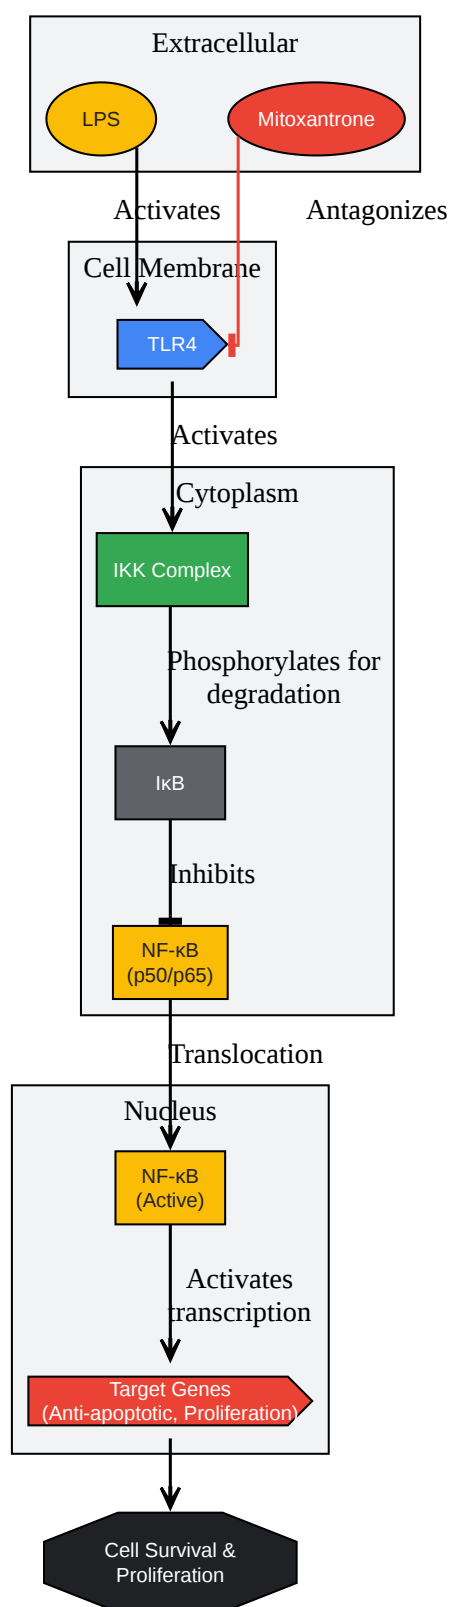 Extracellular
LPS
Mitoxantrone
Activates
Antagonizes
Cell Membrane
TLR4
Activates
Cytoplasm
IKK Complex
Phosphorylates for
degradation
IκB
Inhibits
NF-κB
(p50/p65)
Translocation
Nucleus
NF-κB
(Active)
Activates
transcription
Target Genes
(Anti-apoptotic, Proliferation)
Cell Survival &
Proliferation